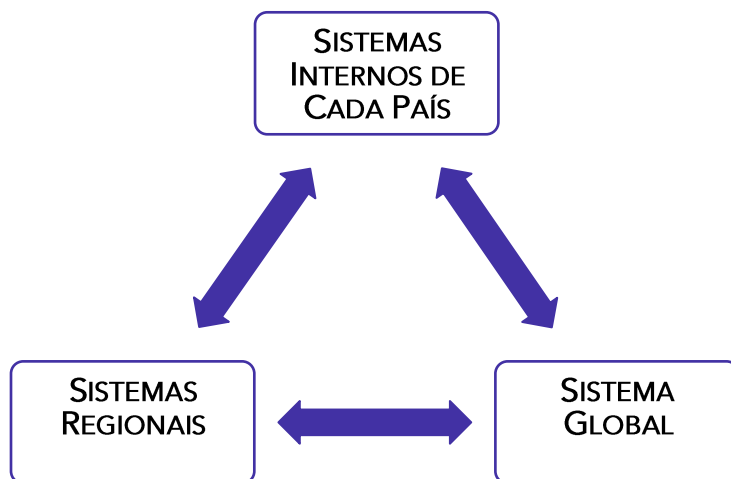 SISTEMAS
INTERNOS DE
CADA PAÍS
SISTEMAS
REGIONAIS
SISTEMA
GLOBAL